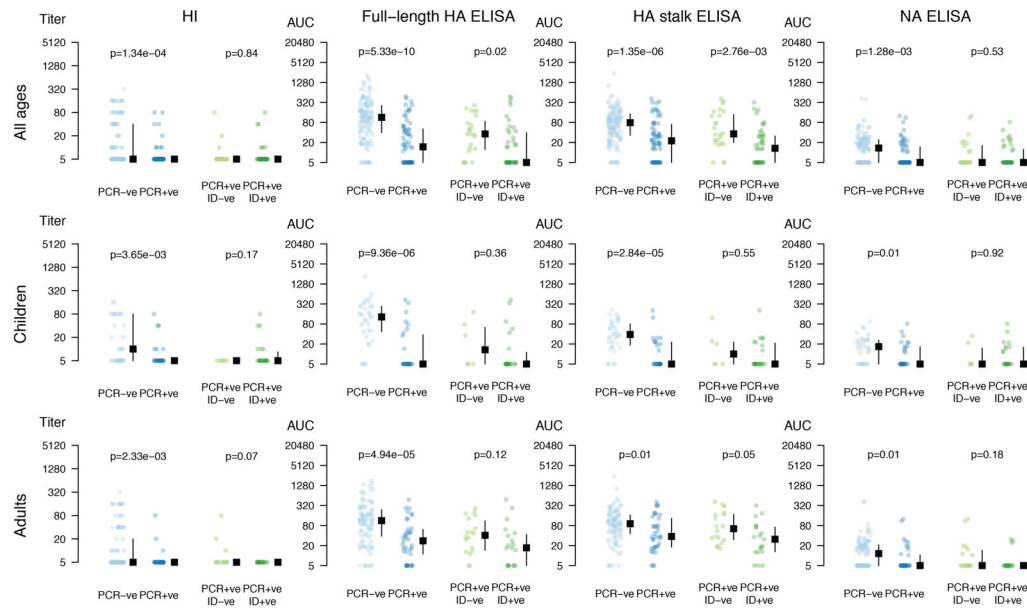 HI
Full−length HA ELISA
HA stalk ELISA
NA ELISA
Titer
AUC
AUC
AUC
All ages
5120
1280
320
80
20
5
p=1.34e−04
p=0.84
PCR−ve
PCR+ve
PCR+ve
ID−ve
PCR+ve
ID+ve
20480
5120
1280
320
80
20
5
p=5.33e−10
p=0.02
PCR−ve
PCR+ve
PCR+ve
ID−ve
PCR+ve
ID+ve
20480
5120
1280
320
80
20
5
p=1.35e−06
p=2.76e−03
PCR−ve
PCR+ve
PCR+ve
ID−ve
PCR+ve
ID+ve
20480
5120
1280
320
80
20
5
p=1.28e−03
p=0.53
PCR−ve
PCR+ve
PCR+ve
ID−ve
PCR+ve
ID+ve
Titer
AUC
AUC
AUC
Children
5120
1280
320
80
20
5
p=3.65e−03
p=0.17
PCR−ve
PCR+ve
PCR+ve
ID−ve
PCR+ve
ID+ve
20480
5120
1280
320
80
20
5
p=9.36e−06
p=0.36
PCR−ve
PCR+ve
PCR+ve
ID−ve
PCR+ve
ID+ve
20480
5120
1280
320
80
20
5
p=2.84e−05
p=0.55
PCR−ve
PCR+ve
PCR+ve
ID−ve
PCR+ve
ID+ve
20480
5120
1280
320
80
20
5
p=0.01
p=0.92
PCR−ve
PCR+ve
PCR+ve
ID−ve
PCR+ve
ID+ve
Titer
AUC
AUC
AUC
Adults
5120
1280
320
80
20
5
p=2.33e−03
p=0.07
PCR−ve
PCR+ve
PCR+ve
ID−ve
PCR+ve
ID+ve
20480
5120
1280
320
80
20
5
p=4.94e−05
p=0.12
PCR−ve
PCR+ve
PCR+ve
ID−ve
PCR+ve
ID+ve
20480
5120
1280
320
80
20
5
p=0.01
p=0.05
PCR−ve
PCR+ve
PCR+ve
ID−ve
PCR+ve
ID+ve
20480
5120
1280
320
80
20
5
p=0.01
p=0.18
PCR−ve
PCR+ve
PCR+ve
ID−ve
PCR+ve
ID+ve